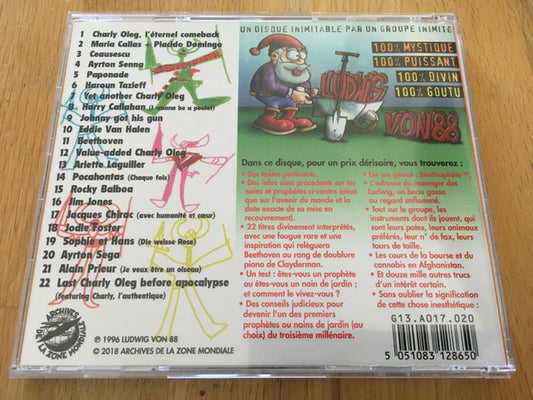 1 Charly Oleg, l'éternel comeback
2 Maria Callas + Placido Domingo
3 Ceausescu
4 Ayrton Senna
5 Paponade
6 Haroun Tazieff
7 Yet another Charly Oleg
8 Harry Callahan (I wanna be a poulet)
9 Johnny got his gun
10 Eddie Van Halen
11 Beethoven
12 Value-added Charly Oleg
13 Arlette Laguiller
14 Pocahontas (Chaque fois)
15 Rocky Balboa
16 Jim Jones
17 Jacques Chirac (avec humanité et cœur)
18 Jodie Foster
19 Sophie et Hans (Die weisse Rose)
20 Ayrton Sega
21 Alain Prieur (Je veux être un oiseau)
22 Last Charly Oleg before apocalypse
(featuring Charly, l'authentique)
ARCHIVES
DE LA ZONE MONDIALE
℗ 1996 LUDWIG VON 88
© 2018 ARCHIVES DE LA ZONE MONDIALE
UN DISQUE INIMITABLE PAR UN GROUPE INIMITÉ
100% MYSTIQUE
100% PUISSANT
100% DIVIN
100% GOUTU
LUDWIG
VON 88
Dans ce disque, pour un prix dérisoire, vous trouverez :
• Des textes pertinents.
• Des infos sans précédents sur les
nains et prophètes ci-contre (ainsi
que sur l'avenir du monde et la
date exacte de sa mise en
recouvrement).
• 22 titres divinement interprétés,
avec une fougue rare et une
inspiration qui relèguera
Beethoven au rang de doublure
piano de Clayderman.
• Un test : êtes-vous un prophète
ou êtes-vous un nain de jardin ;
et comment le vivez-vous ?
• Des conseils judicieux pour
devenir l'un des premiers
prophètes ou nains de jardin (au
choix) du troisième millénaire.
• Un jeu génial : SimProphète™.
• L'adresse du manager des
Ludwig, un beau gosse
au regard enflammé.
• Tout sur le groupe, les
instruments dont ils jouent, qui
sont leurs potes, leurs animaux
préférés, leur n° de fax, leurs
tours de taille.
• Les cours de la bourse et du
cannabis en Afghanistan.
• Et douze mille autres trucs
d'un intérêt certain.
• Sans oublier la signification
de cette chose inesthétique :
G13.A017.020
5 051083 128650